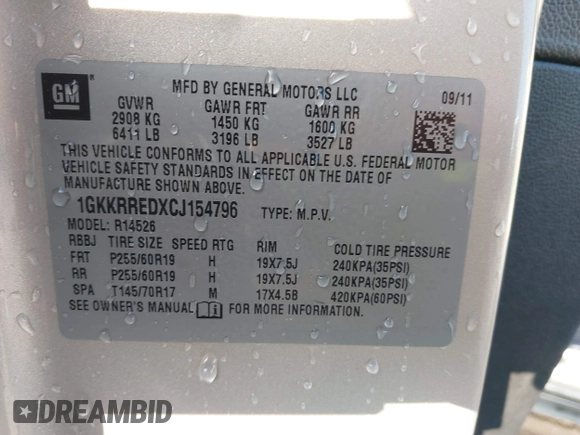 GM
MFD BY GENERAL MOTORS LLC
GVWR GAWR FRT GAWR RR 09/11
2908 KG 1450 KG 1600 KG
6411 LB 3196 LB 3527 LB
THIS VEHICLE CONFORMS TO ALL APPLICABLE U.S. FEDERAL MOTOR
VEHICLE SAFETY STANDARDS IN EFFECT ON THE DATE OF
MANUFACTURE SHOWN ABOVE.
1GKKRREDXCJ154796 TYPE: M.P.V.
MODEL: R14526
RBBJ TIRE SIZE SPEED RTG RIM COLD TIRE PRESSURE
FRT P255/60R19 H 19X7.5J 240KPA(35PSI)
RR P255/60R19 H 19X7.5J 240KPA(35PSI)
SPA T145/70R17 M 17X4.5B 420KPA(60PSI)
SEE OWNER'S MANUAL FOR MORE INFORMATION.
DREAMBID